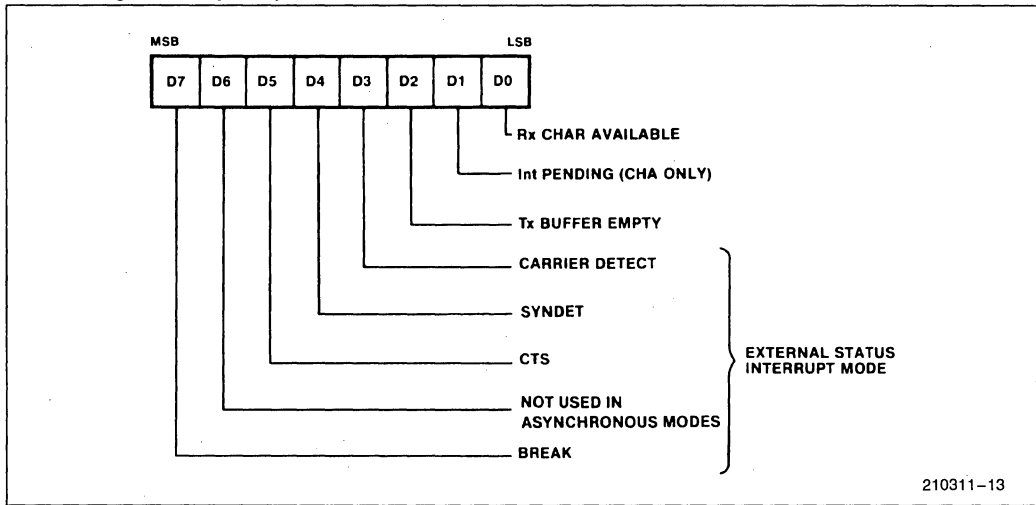 MSB LSB
D7 D6 D5 D4 D3 D2 D1 D0
Rx CHAR AVAILABLE
Int PENDING (CHA ONLY)
Tx BUFFER EMPTY
CARRIER DETECT
SYNDET
CTS
EXTERNAL STATUS
INTERRUPT MODE
NOT USED IN
ASYNCHRONOUS MODES
BREAK
210311-13